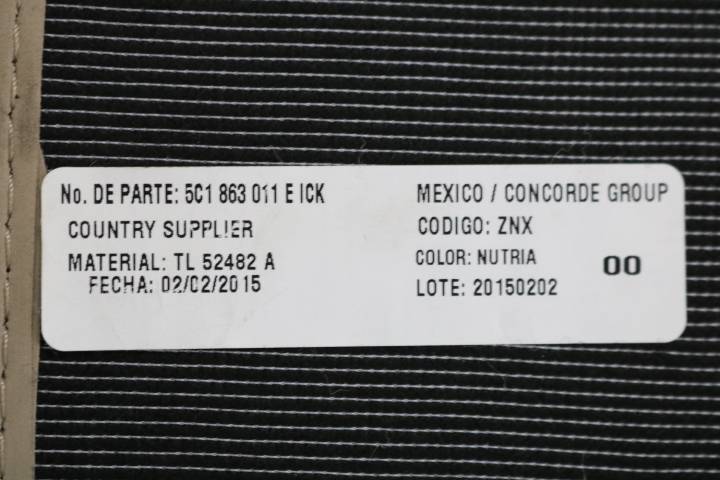 No. DE PARTE: 5C1 863 011 E ICK
COUNTRY SUPPLIER
MATERIAL: TL 52482 A
FECHA: 02/02/2015
MEXICO / CONCORDE GROUP
CODIGO: ZNX
COLOR: NUTRIA
00
LOTE: 20150202